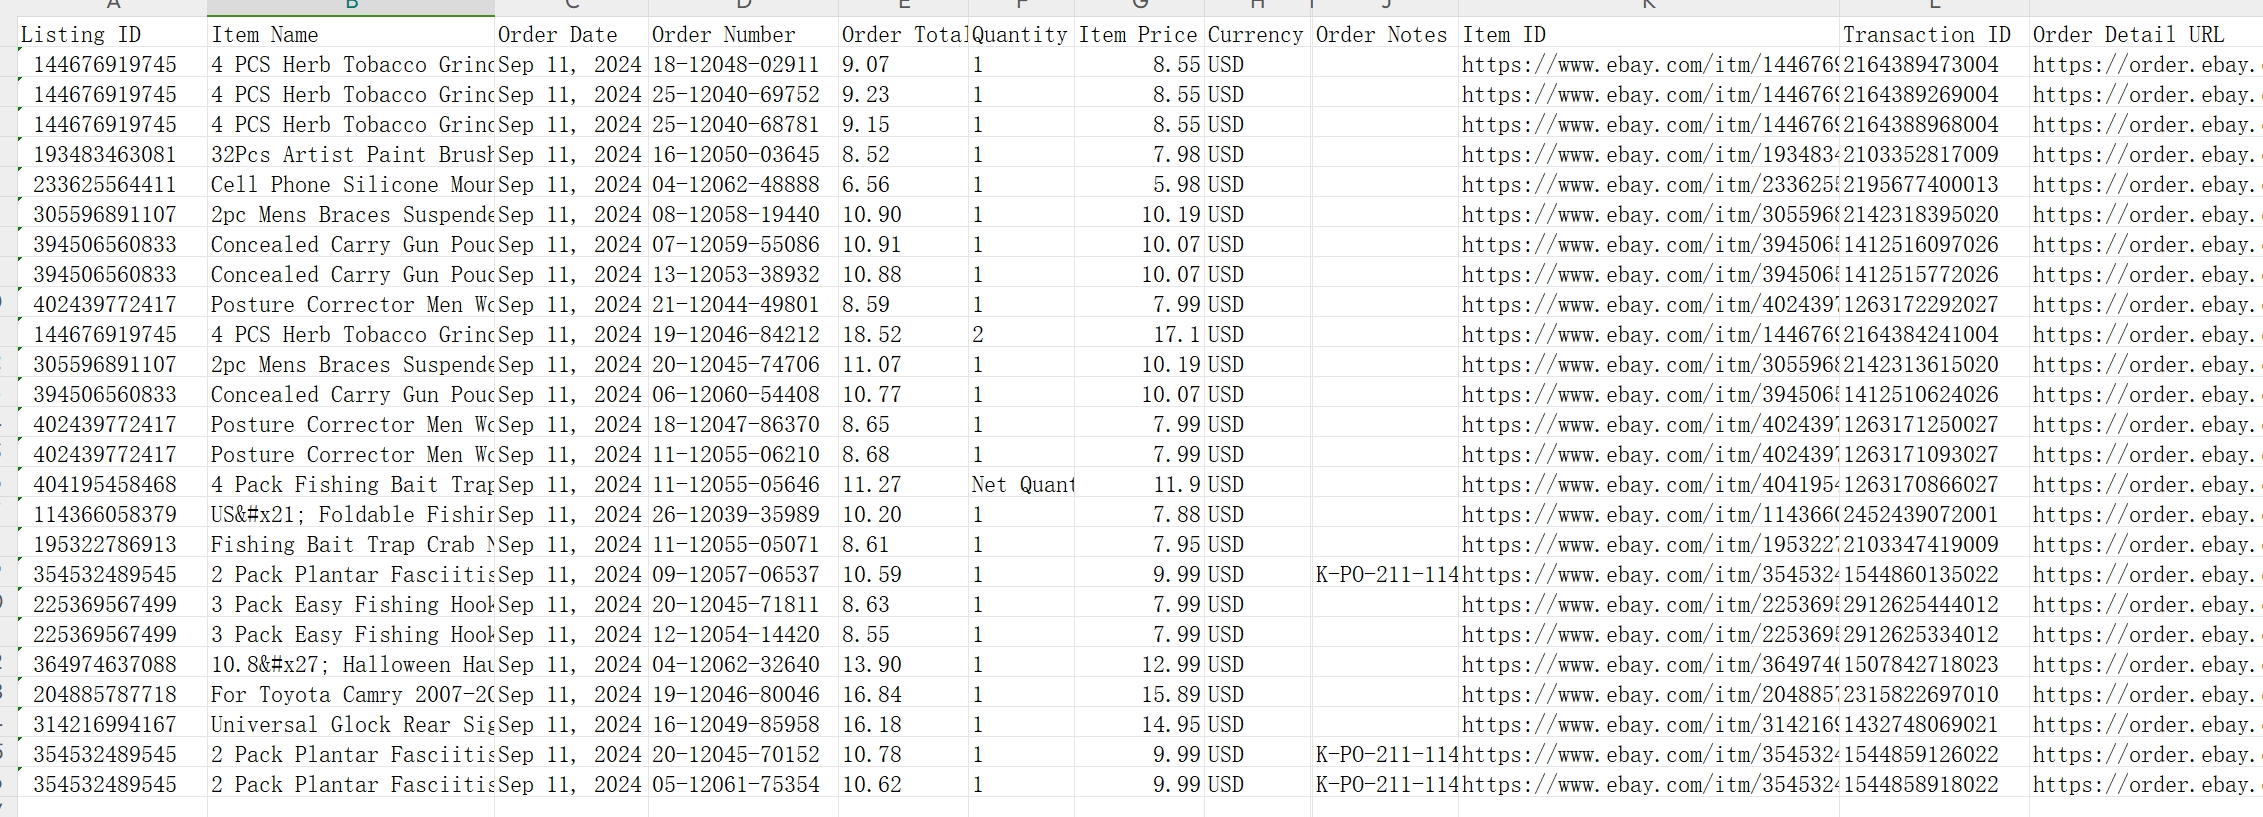 A B C D E F G H I J K L
Listing ID Item Name Order Date Order Number Order Total Quantity Item Price Currency Order Notes Item ID Transaction ID Order Detail URL
144676919745 4 PCS Herb Tobacco Grin Sep 11, 2024 18-12048-02911 9.07 1 8.55 USD https://www.ebay.com/itm/144676 2164389473004 https://order.ebay.
144676919745 4 PCS Herb Tobacco Grin Sep 11, 2024 25-12040-69752 9.23 1 8.55 USD https://www.ebay.com/itm/144676 2164389269004 https://order.ebay.
144676919745 4 PCS Herb Tobacco Grin Sep 11, 2024 25-12040-68781 9.15 1 8.55 USD https://www.ebay.com/itm/144676 2164388968004 https://order.ebay.
193483463081 32Pcs Artist Paint Brush Sep 11, 2024 16-12050-03645 8.52 1 7.98 USD https://www.ebay.com/itm/193483 2103352817009 https://order.ebay.
233625564411 Cell Phone Silicone Moun Sep 11, 2024 04-12062-48888 6.56 1 5.98 USD https://www.ebay.com/itm/233625 2195677400013 https://order.ebay.
305596891107 2pc Mens Braces Suspende Sep 11, 2024 08-12058-19440 10.90 1 10.19 USD https://www.ebay.com/itm/305596 2142318395020 https://order.ebay.
394506560833 Concealed Carry Gun Pou Sep 11, 2024 07-12059-55086 10.91 1 10.07 USD https://www.ebay.com/itm/394506 1412516097026 https://order.ebay.
394506560833 Concealed Carry Gun Pou Sep 11, 2024 13-12053-38932 10.88 1 10.07 USD https://www.ebay.com/itm/394506 1412515772026 https://order.ebay.
402439772417 Posture Corrector Men Wo Sep 11, 2024 21-12044-49801 8.59 1 7.99 USD https://www.ebay.com/itm/402439 1263172292027 https://order.ebay.
144676919745 4 PCS Herb Tobacco Grin Sep 11, 2024 19-12046-84212 18.52 2 17.1 USD https://www.ebay.com/itm/144676 2164384241004 https://order.ebay.
305596891107 2pc Mens Braces Suspende Sep 11, 2024 20-12045-74706 11.07 1 10.19 USD https://www.ebay.com/itm/305596 2142313615020 https://order.ebay.
394506560833 Concealed Carry Gun Pou Sep 11, 2024 06-12060-54408 10.77 1 10.07 USD https://www.ebay.com/itm/394506 1412510624026 https://order.ebay.
402439772417 Posture Corrector Men Wo Sep 11, 2024 18-12047-86370 8.65 1 7.99 USD https://www.ebay.com/itm/402439 1263171250027 https://order.ebay.
402439772417 Posture Corrector Men Wo Sep 11, 2024 11-12055-06210 8.68 1 7.99 USD https://www.ebay.com/itm/402439 1263171093027 https://order.ebay.
404195458468 4 Pack Fishing Bait Trap Sep 11, 2024 11-12055-05646 11.27 Net Quant 11.9 USD https://www.ebay.com/itm/404195 1263170866027 https://order.ebay.
114366058379 US&#x21; Foldable Fishin Sep 11, 2024 26-12039-35989 10.20 1 7.88 USD https://www.ebay.com/itm/114366 2452439072001 https://order.ebay.
195322786913 Fishing Bait Trap Crab N Sep 11, 2024 11-12055-05071 8.61 1 7.95 USD https://www.ebay.com/itm/195322 2103347419009 https://order.ebay.
354532489545 2 Pack Plantar Fasciitis Sep 11, 2024 09-12057-06537 10.59 1 9.99 USD K-PO-211-114 https://www.ebay.com/itm/354532 1544860135022 https://order.ebay.
225369567499 3 Pack Easy Fishing Hook Sep 11, 2024 20-12045-71811 8.63 1 7.99 USD https://www.ebay.com/itm/225369 2912625444012 https://order.ebay.
225369567499 3 Pack Easy Fishing Hook Sep 11, 2024 12-12054-14420 8.55 1 7.99 USD https://www.ebay.com/itm/225369 2912625334012 https://order.ebay.
364974637088 10.8&#x27; Halloween Hau Sep 11, 2024 04-12062-32640 13.90 1 12.99 USD https://www.ebay.com/itm/364974 1507842718023 https://order.ebay.
204885787718 For Toyota Camry 2007-20 Sep 11, 2024 19-12046-80046 16.84 1 15.89 USD https://www.ebay.com/itm/204885 2315822697010 https://order.ebay.
314216994167 Universal Glock Rear Sig Sep 11, 2024 16-12049-85958 16.18 1 14.95 USD https://www.ebay.com/itm/314216 1432748069021 https://order.ebay.
354532489545 2 Pack Plantar Fasciitis Sep 11, 2024 20-12045-70152 10.78 1 9.99 USD K-PO-211-114 https://www.ebay.com/itm/354532 1544859126022 https://order.ebay.
354532489545 2 Pack Plantar Fasciitis Sep 11, 2024 05-12061-75354 10.62 1 9.99 USD K-PO-211-114 https://www.ebay.com/itm/354532 1544858918022 https://order.ebay.